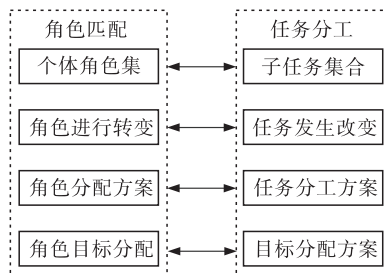 角色匹配
任务分工
个体角色集
子任务集合
角色进行转变
任务发生改变
角色分配方案
任务分工方案
角色目标分配
目标分配方案